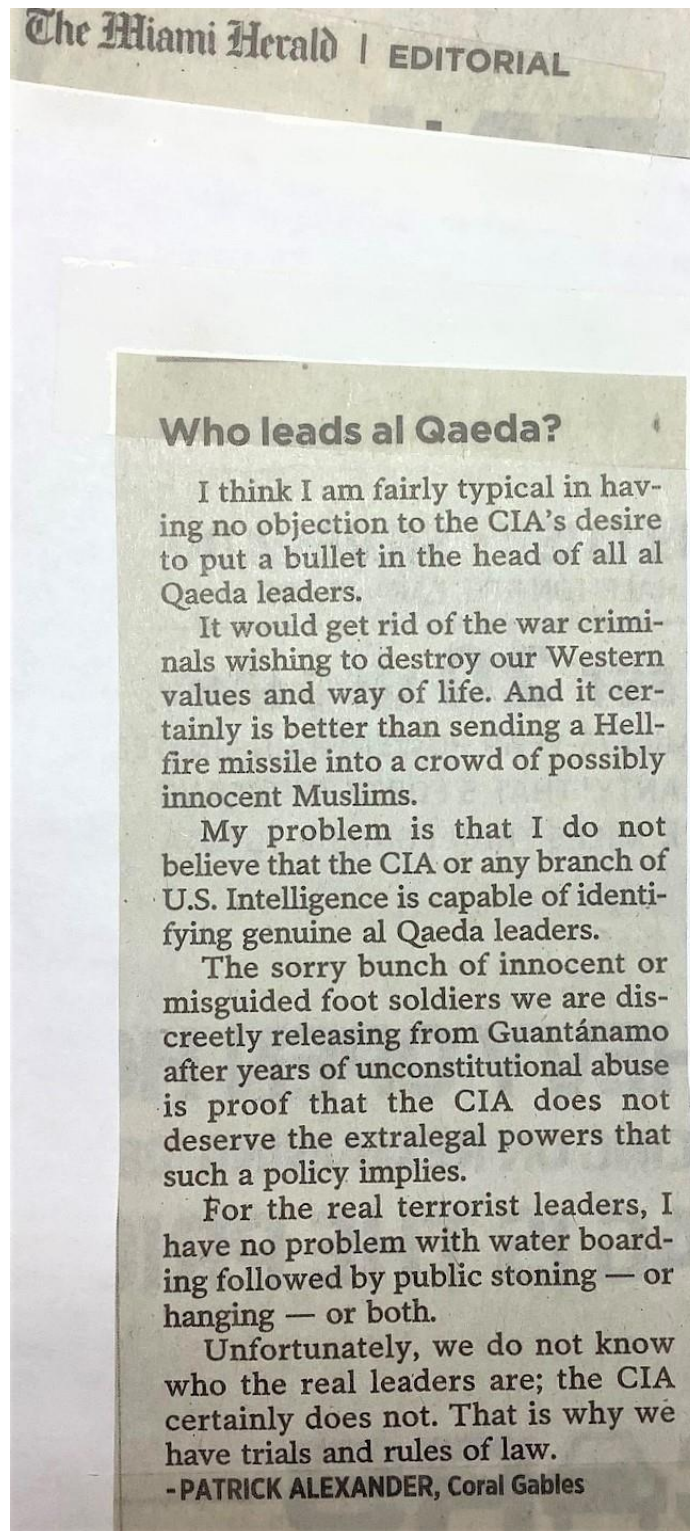 The Miami Herald | EDITORIAL
Who leads al Qaeda?
I think I am fairly typical in hav-
ing no objection to the CIA's desire
to put a bullet in the head of all al
Qaeda leaders.
It would get rid of the war crimi-
nals wishing to destroy our Western
values and way of life. And it cer-
tainly is better than sending a Hell-
fire missile into a crowd of possibly
innocent Muslims.
My problem is that I do not
believe that the CIA or any branch of
U.S. Intelligence is capable of identi-
fying genuine al Qaeda leaders.
The sorry bunch of innocent or
misguided foot soldiers we are dis-
creetly releasing from Guantánamo
after years of unconstitutional abuse
is proof that the CIA does not
deserve the extralegal powers that
such a policy implies.
For the real terrorist leaders, I
have no problem with water board-
ing followed by public stoning — or
hanging — or both.
Unfortunately, we do not know
who the real leaders are; the CIA
certainly does not. That is why we
have trials and rules of law.
-PATRICK ALEXANDER, Coral Gables